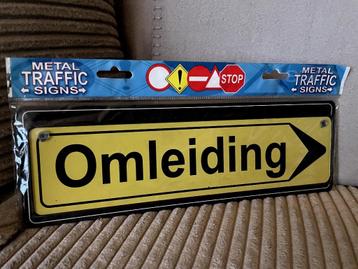 METAL
TRAFFIC
SIGNS
STOP
METAL
TRAFFIC
SIGNS
Omleiding